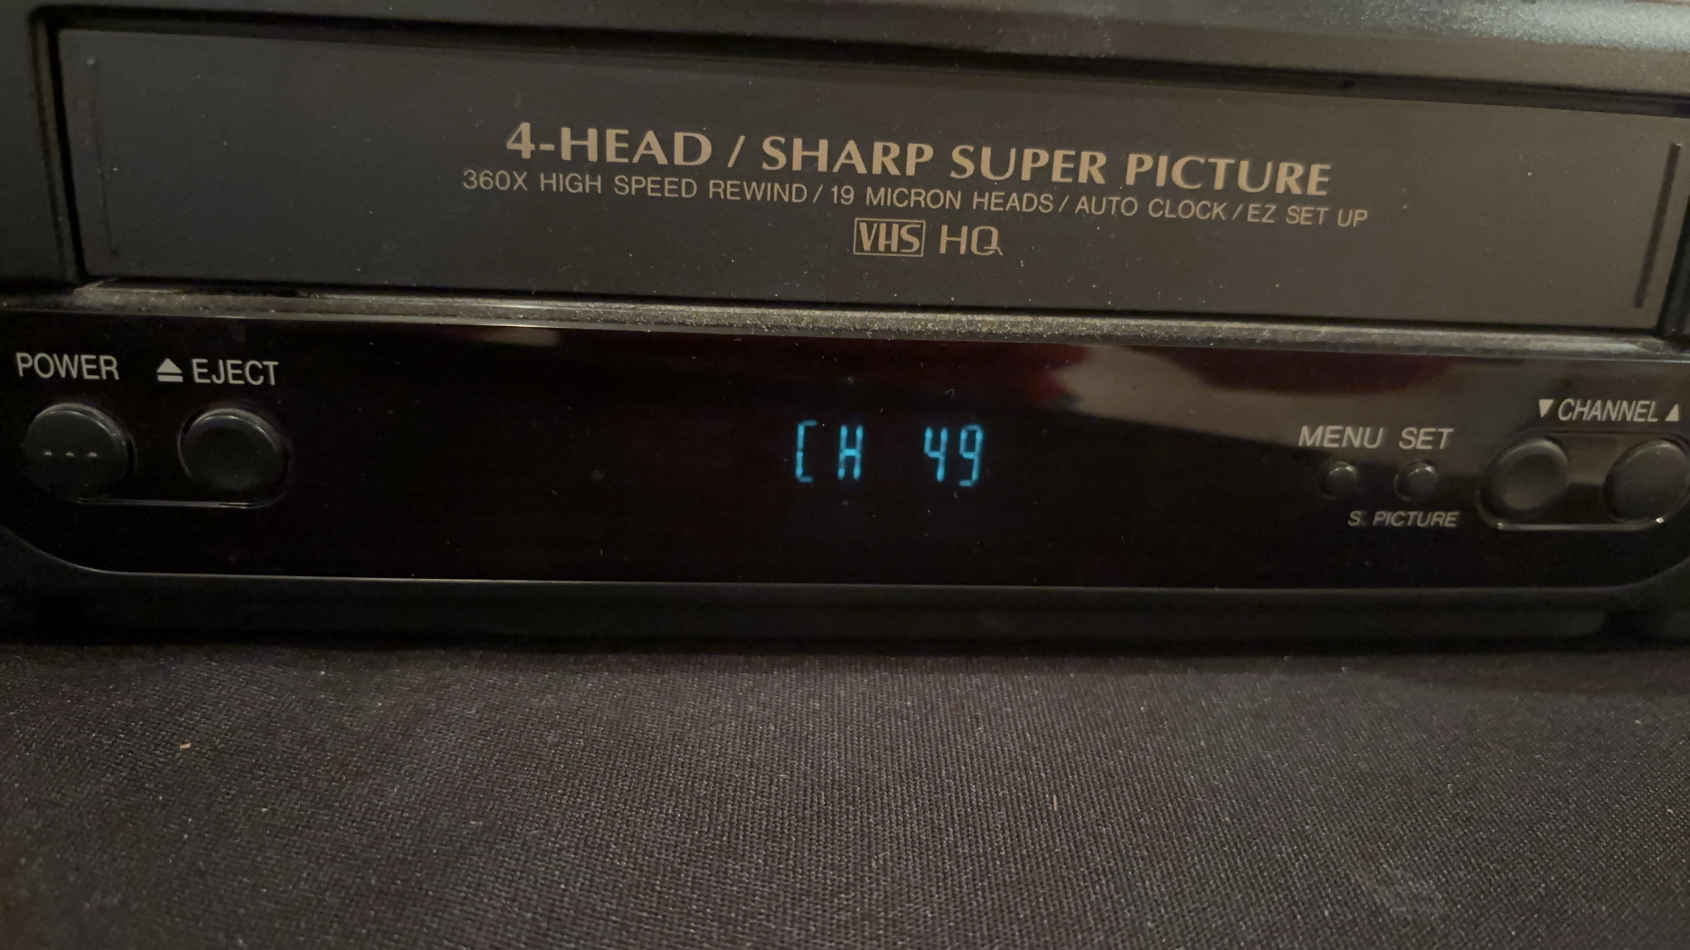 4-HEAD / SHARP SUPER PICTURE
360X HIGH SPEED REWIND / 19 MICRON HEADS / AUTO CLOCK / EZ SET UP
VHS HQ
POWER ▲ EJECT
CH 49
MENU SET
S. PICTURE
▼ CHANNEL ▲